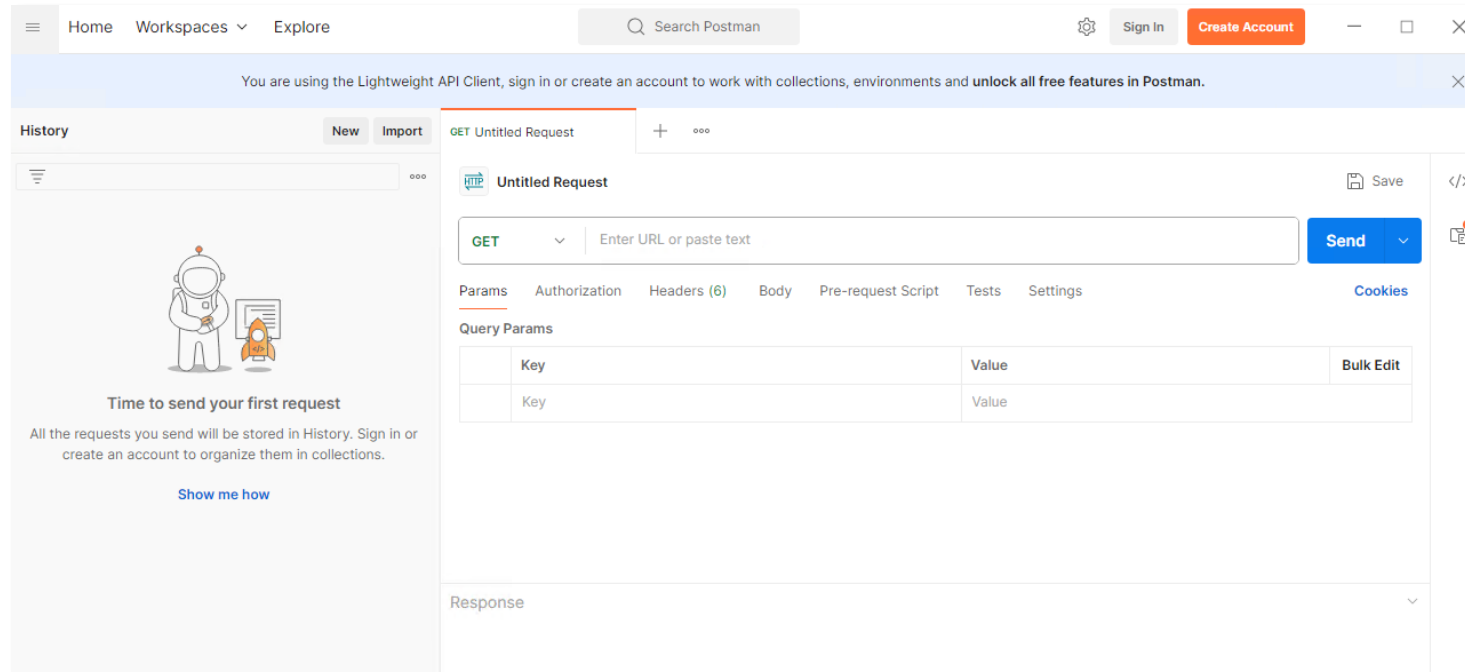 Home Workspaces Explore Search Postman Sign In Create Account
You are using the Lightweight API Client, sign in or create an account to work with collections, environments and unlock all free features in Postman.
History New Import GET Untitled Request
HTTP Untitled Request Save </>
GET Enter URL or paste text Send
Params Authorization Headers (6) Body Pre-request Script Tests Settings Cookies
Query Params
Key Value Bulk Edit
Key Value
</>
Time to send your first request
All the requests you send will be stored in History. Sign in or
create an account to organize them in collections.
Show me how
Response